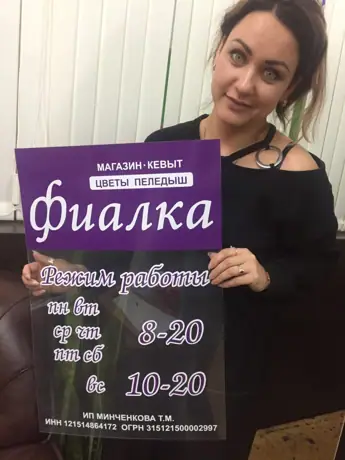 МАГАЗИН·КЕВЫТ
ЦВЕТЫ ПЕЛЕДЫШ
Фиалка
Режим работы
пн вт
ср чт
пт сб
8-20
вс 10-20
ИП МИНЧЕНКОВА Т.М.
ИНН 121514864172 ОГРН 315121500002997